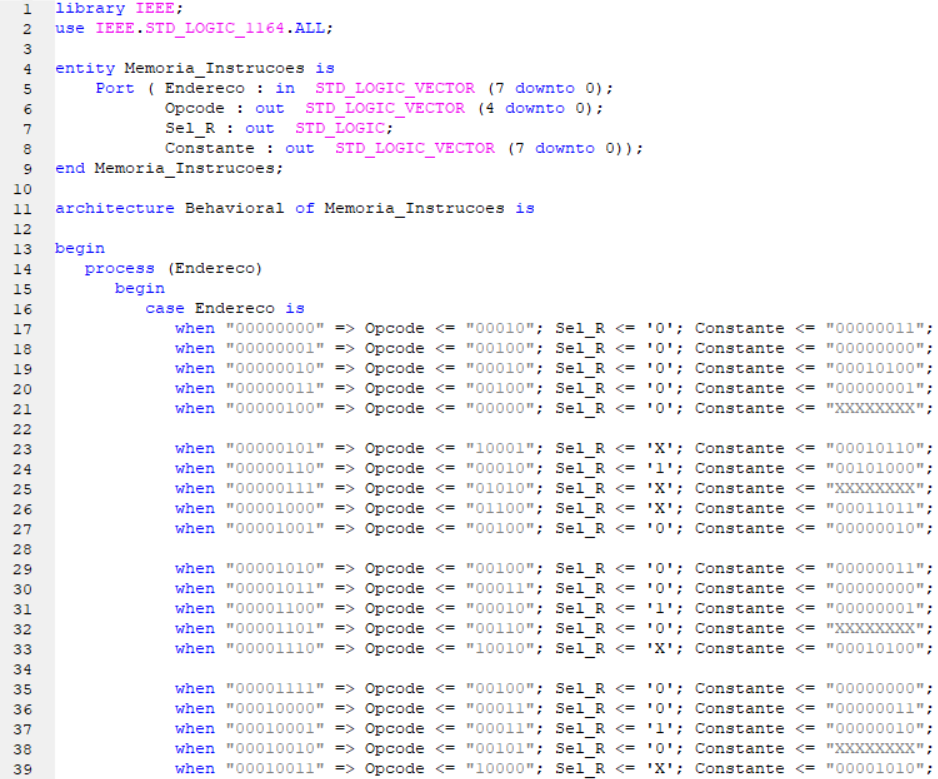 1 library IEEE;
2 use IEEE.STD_LOGIC_1164.ALL;
3
4 entity Memoria_Instrucoes is
5 Port ( Endereco : in STD_LOGIC_VECTOR (7 downto 0);
6 Opcode : out STD_LOGIC_VECTOR (4 downto 0);
7 Sel_R : out STD_LOGIC;
8 Constante : out STD_LOGIC_VECTOR (7 downto 0));
9 end Memoria_Instrucoes;
10
11 architecture Behavioral of Memoria_Instrucoes is
12
13 begin
14 process (Endereco)
15 begin
16 case Endereco is
17 when "00000000" => Opcode <= "00010"; Sel_R <= '0'; Constante <= "00000011";
18 when "00000001" => Opcode <= "00100"; Sel_R <= '0'; Constante <= "00000000";
19 when "00000010" => Opcode <= "00010"; Sel_R <= '0'; Constante <= "00010100";
20 when "00000011" => Opcode <= "00100"; Sel_R <= '0'; Constante <= "00000001";
21 when "00000100" => Opcode <= "00000"; Sel_R <= '0'; Constante <= "XXXXXXXX";
22
23 when "00000101" => Opcode <= "10001"; Sel_R <= 'X'; Constante <= "00010110";
24 when "00000110" => Opcode <= "00010"; Sel_R <= '1'; Constante <= "00101000";
25 when "00000111" => Opcode <= "01010"; Sel_R <= 'X'; Constante <= "XXXXXXXX";
26 when "00001000" => Opcode <= "01100"; Sel_R <= 'X'; Constante <= "00011011";
27 when "00001001" => Opcode <= "00100"; Sel_R <= '0'; Constante <= "00000010";
28
29 when "00001010" => Opcode <= "00100"; Sel_R <= '0'; Constante <= "00000011";
30 when "00001011" => Opcode <= "00011"; Sel_R <= '0'; Constante <= "00000000";
31 when "00001100" => Opcode <= "00010"; Sel_R <= '1'; Constante <= "00000001";
32 when "00001101" => Opcode <= "00110"; Sel_R <= '0'; Constante <= "XXXXXXXX";
33 when "00001110" => Opcode <= "10010"; Sel_R <= 'X'; Constante <= "00010100";
34
35 when "00001111" => Opcode <= "00100"; Sel_R <= '0'; Constante <= "00000000";
36 when "00010000" => Opcode <= "00011"; Sel_R <= '0'; Constante <= "00000011";
37 when "00010001" => Opcode <= "00011"; Sel_R <= '1'; Constante <= "00000010";
38 when "00010010" => Opcode <= "00101"; Sel_R <= '0'; Constante <= "XXXXXXXX";
39 when "00010011" => Opcode <= "10000"; Sel_R <= 'X'; Constante <= "00001010";